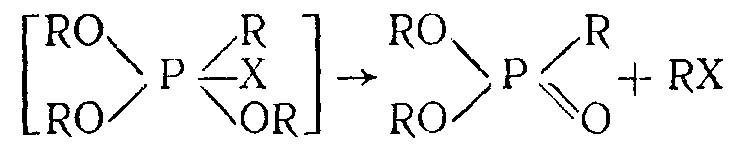 [RO RO P R X OR] → RO RO P R O + RX